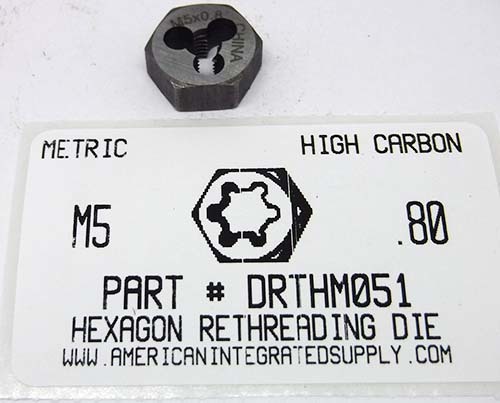 M5x0.8
CHINA
METRIC HIGH CARBON
M5 .80
PART # DRTHM051
HEXAGON RETHREADING DIE
WWW.AMERICANINTEGRATEDSUPPLY.COM